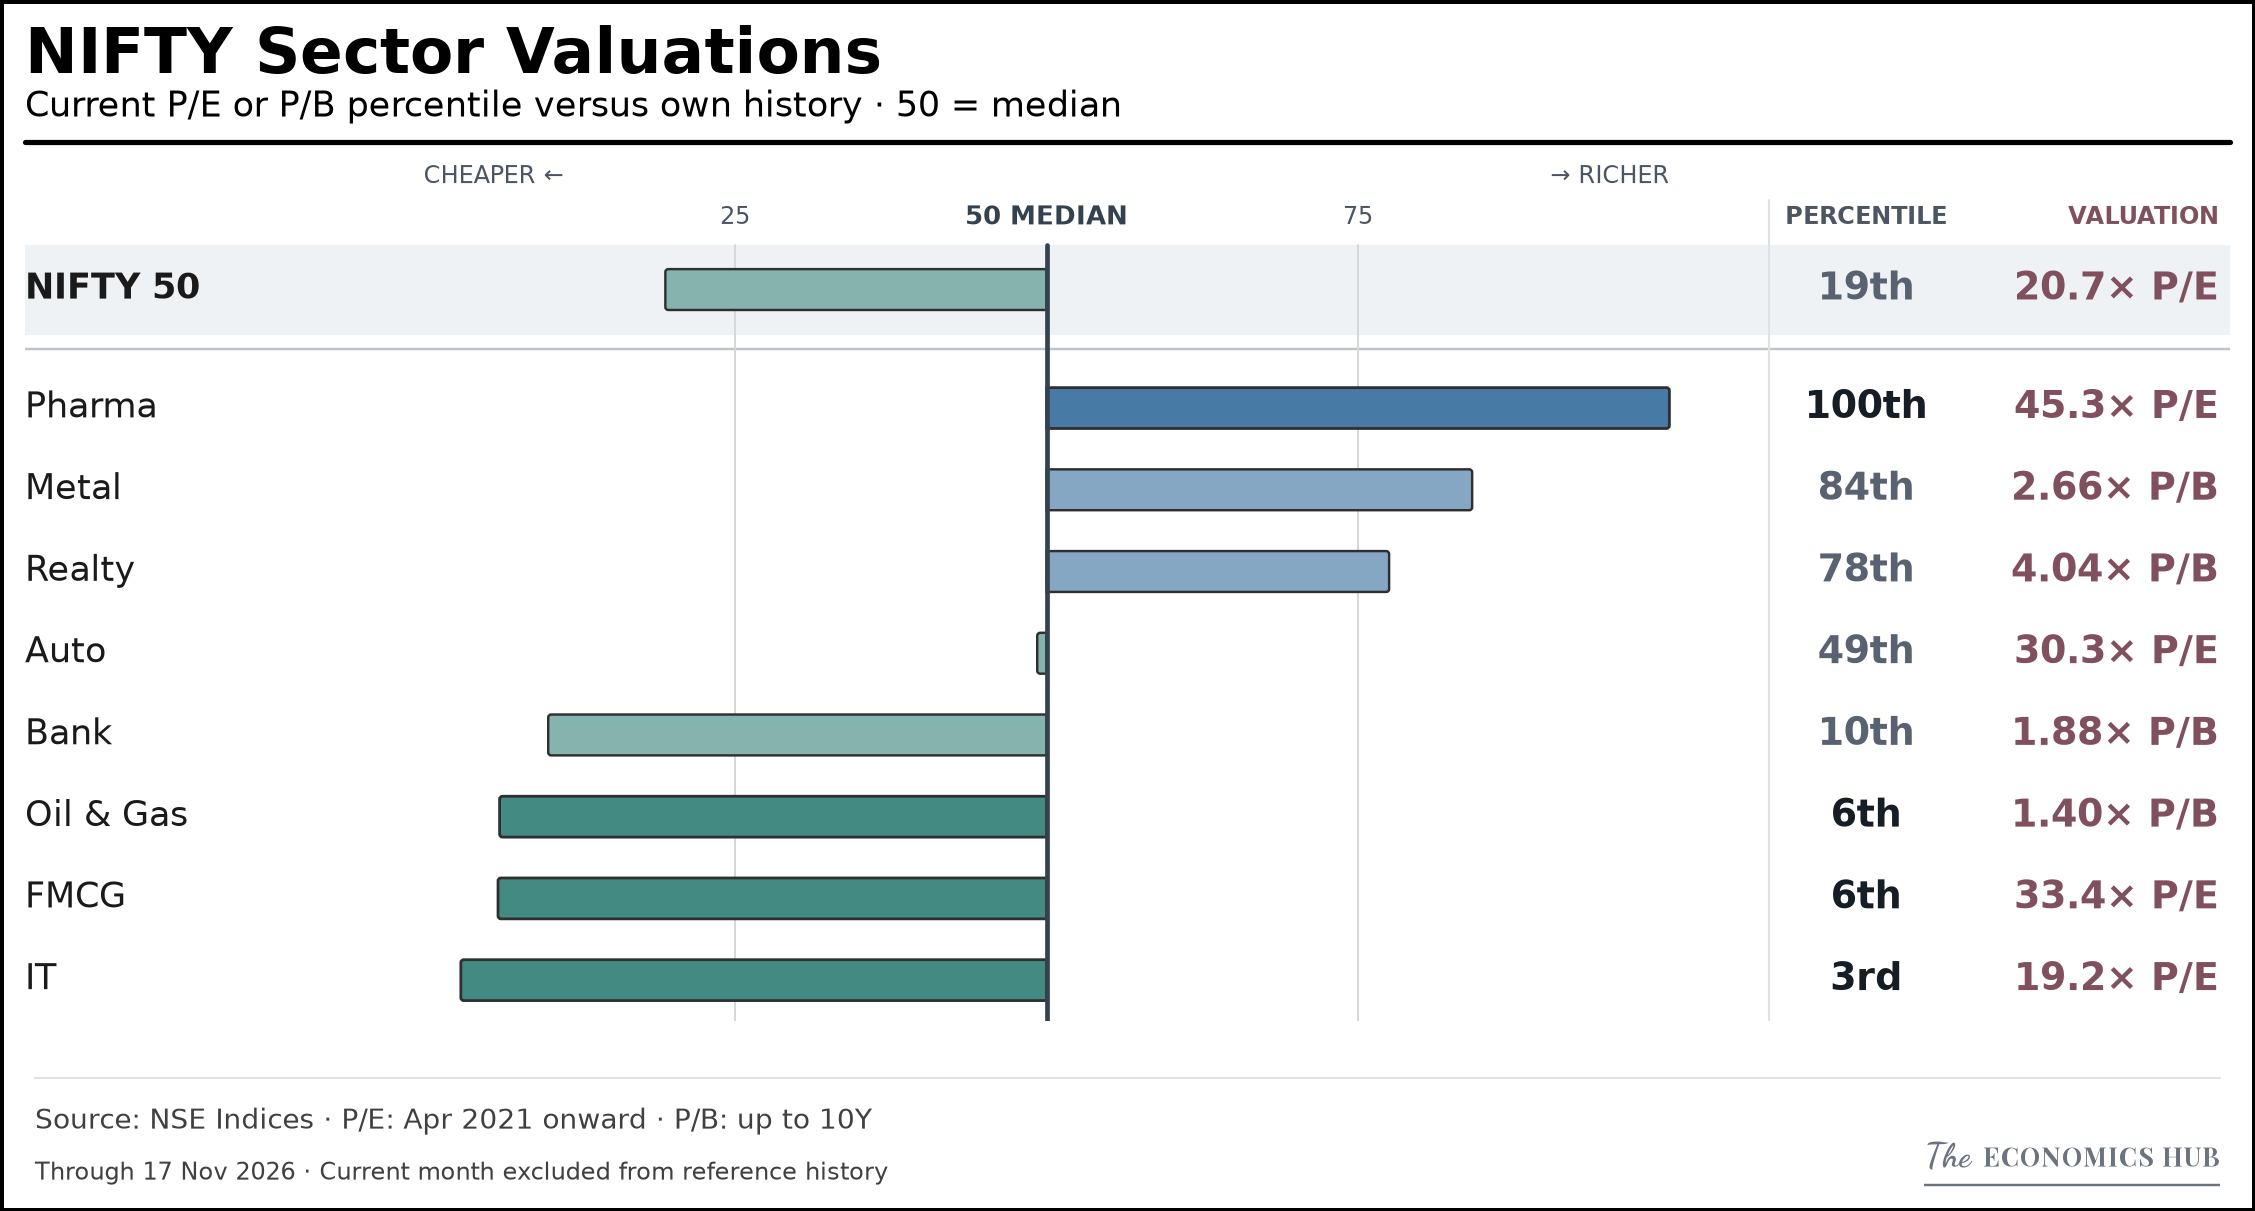 NIFTY Sector Valuations
Current P/E or P/B percentile versus own history · 50 = median
CHEAPER ← → RICHER
25 50 MEDIAN 75 PERCENTILE VALUATION
NIFTY 50 19th 20.7× P/E
Pharma 100th 45.3× P/E
Metal 84th 2.66× P/B
Realty 78th 4.04× P/B
Auto 49th 30.3× P/E
Bank 10th 1.88× P/B
Oil & Gas 6th 1.40× P/B
FMCG 6th 33.4× P/E
IT 3rd 19.2× P/E
Source: NSE Indices · P/E: Apr 2021 onward · P/B: up to 10Y
Through 17 Nov 2026 · Current month excluded from reference history
The ECONOMICS HUB